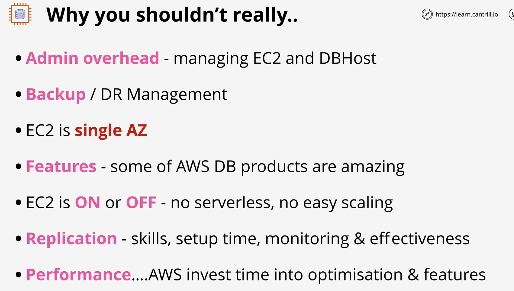 Why you shouldn't really..
https://learn.cantrill.io
• Admin overhead - managing EC2 and DBHost
• Backup / DR Management
• EC2 is single AZ
• Features - some of AWS DB products are amazing
• EC2 is ON or OFF - no serverless, no easy scaling
• Replication - skills, setup time, monitoring & effectiveness
• Performance....AWS invest time into optimisation & features